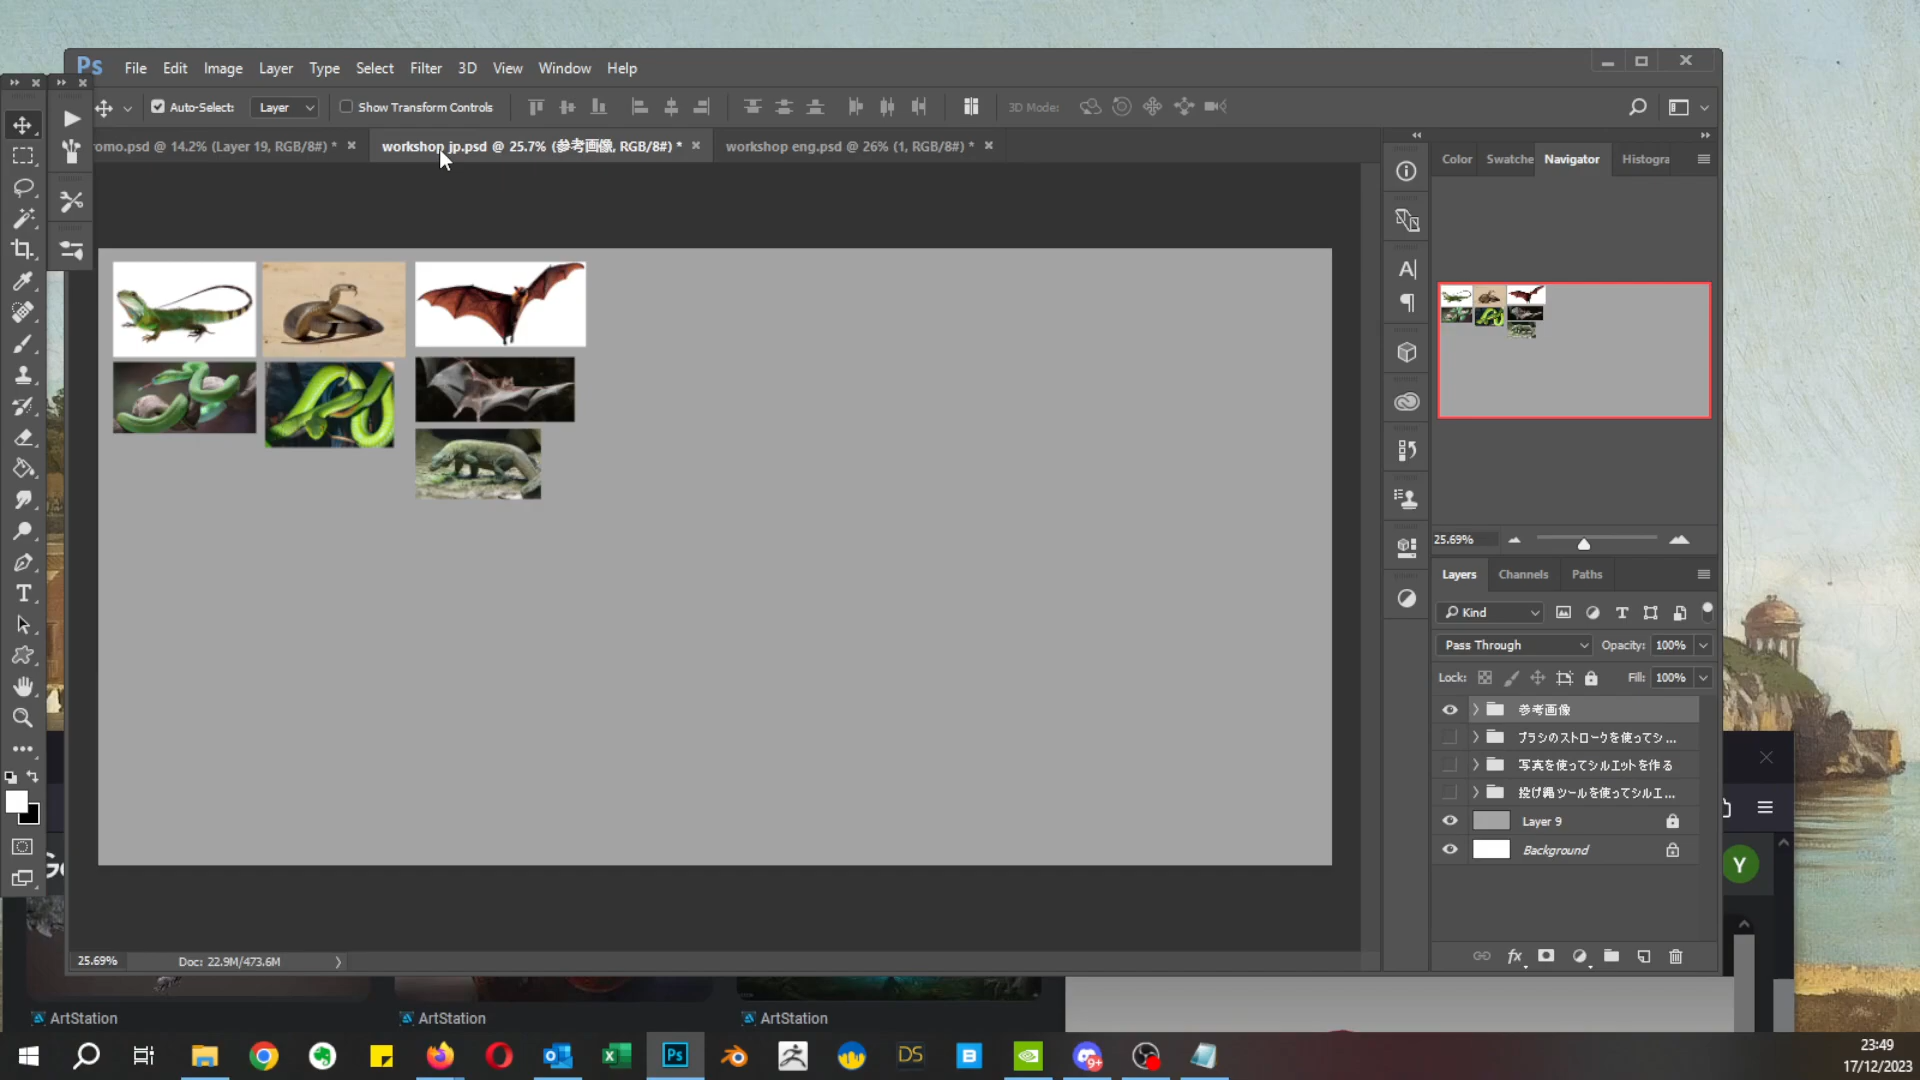 Ps File Edit Image Layer Type Select Filter 3D View Window Help
Auto-Select: Layer Show Transform Controls 3D Mode:
romo.psd @ 14.2% (Layer 19, RGB/8#) * workshop jp.psd @ 25.7% (参考画像, RGB/8#) * workshop eng.psd @ 26% (1, RGB/8#) *
Color Swatche Navigator Histogra
25.69%
Layers Channels Paths
Kind
Pass Through Opacity: 100%
Lock: Fill: 100%
参考画像
ブラシのストロークを使ってシ...
写真を使ってシルエットを作る
投げ縄ツールを使ってシルエ...
Layer 9
Background
Y
25.69% Doc: 22.9M/473.6M
ArtStation ArtStation ArtStation
Ps DS B 9+
23:49
17/12/2023